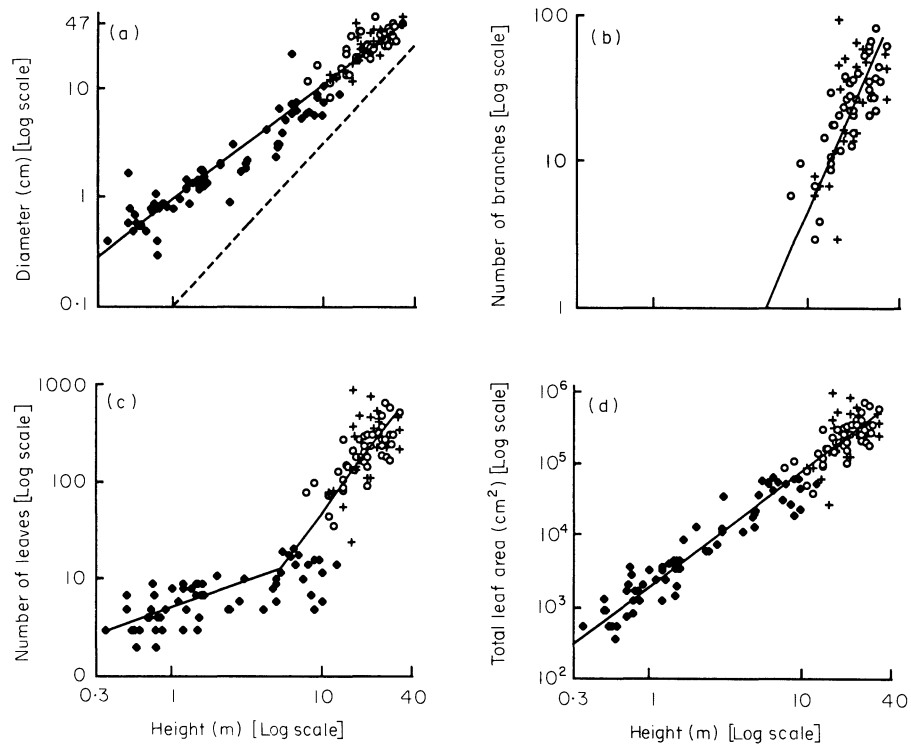 (a)
47
10
1
0·1
Diameter (cm) [Log scale]
(b)
100
10
1
Number of branches [Log scale]
(c)
1000
100
10
0
Number of leaves [Log scale]
0·3 1 10 40
Height (m) [Log scale]
(d)
10⁶
10⁵
10⁴
10³
10²
Total leaf area (cm²) [Log scale]
0·3 1 10 40
Height (m) [Log scale]